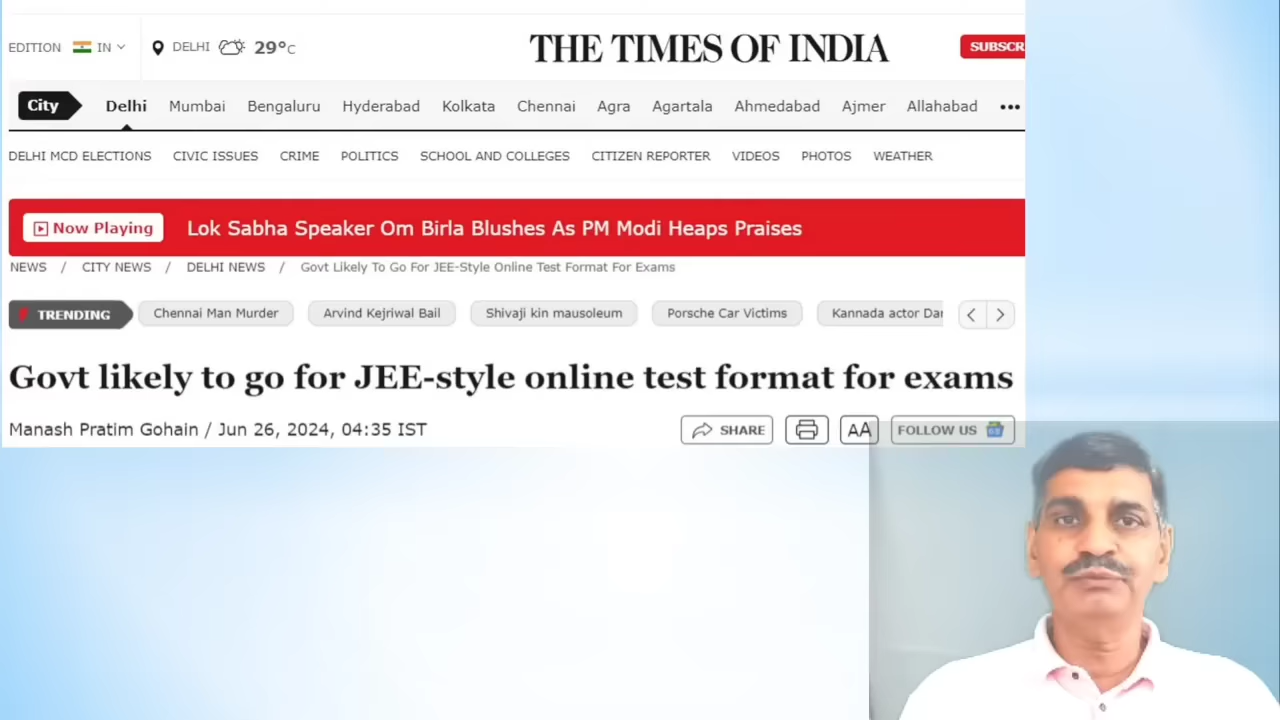 EDITION IN DELHI 29°C THE TIMES OF INDIA SUBSCR
City Delhi Mumbai Bengaluru Hyderabad Kolkata Chennai Agra Agartala Ahmedabad Ajmer Allahabad •••
DELHI MCD ELECTIONS CIVIC ISSUES CRIME POLITICS SCHOOL AND COLLEGES CITIZEN REPORTER VIDEOS PHOTOS WEATHER
Now Playing Lok Sabha Speaker Om Birla Blushes As PM Modi Heaps Praises
NEWS / CITY NEWS / DELHI NEWS / Govt Likely To Go For JEE-Style Online Test Format For Exams
TRENDING Chennai Man Murder Arvind Kejriwal Bail Shivaji kin mausoleum Porsche Car Victims Kannada actor Dar
Govt likely to go for JEE-style online test format for exams
Manash Pratim Gohain / Jun 26, 2024, 04:35 IST SHARE AA FOLLOW US